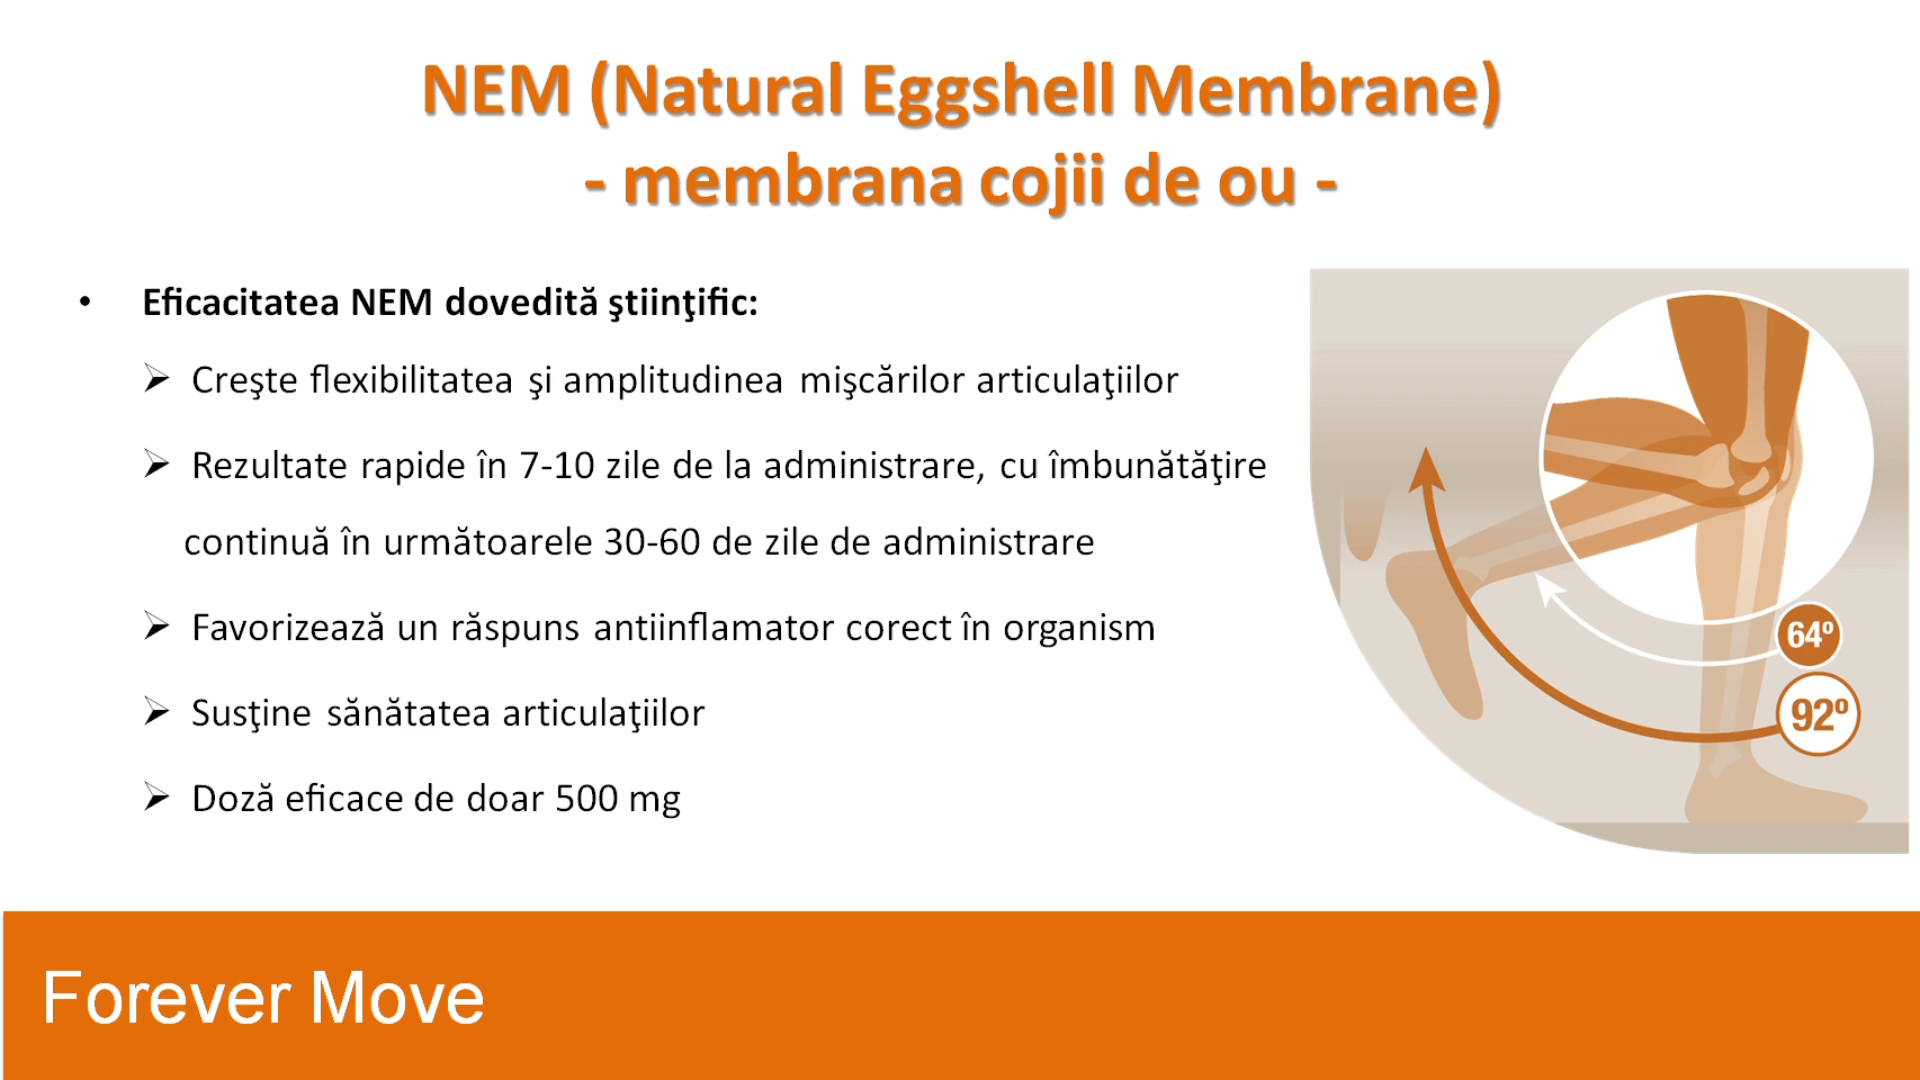 NEM (Natural Eggshell Membrane)
- membrana cojii de ou -
• Eficacitatea NEM dovedită ştiinţific:
➢ Creşte flexibilitatea şi amplitudinea mişcărilor articulaţiilor
➢ Rezultate rapide în 7-10 zile de la administrare, cu îmbunătăţire
continuă în următoarele 30-60 de zile de administrare
➢ Favorizează un răspuns antiinflamator corect în organism
➢ Susţine sănătatea articulaţiilor
➢ Doză eficace de doar 500 mg
64º
92º
Forever Move